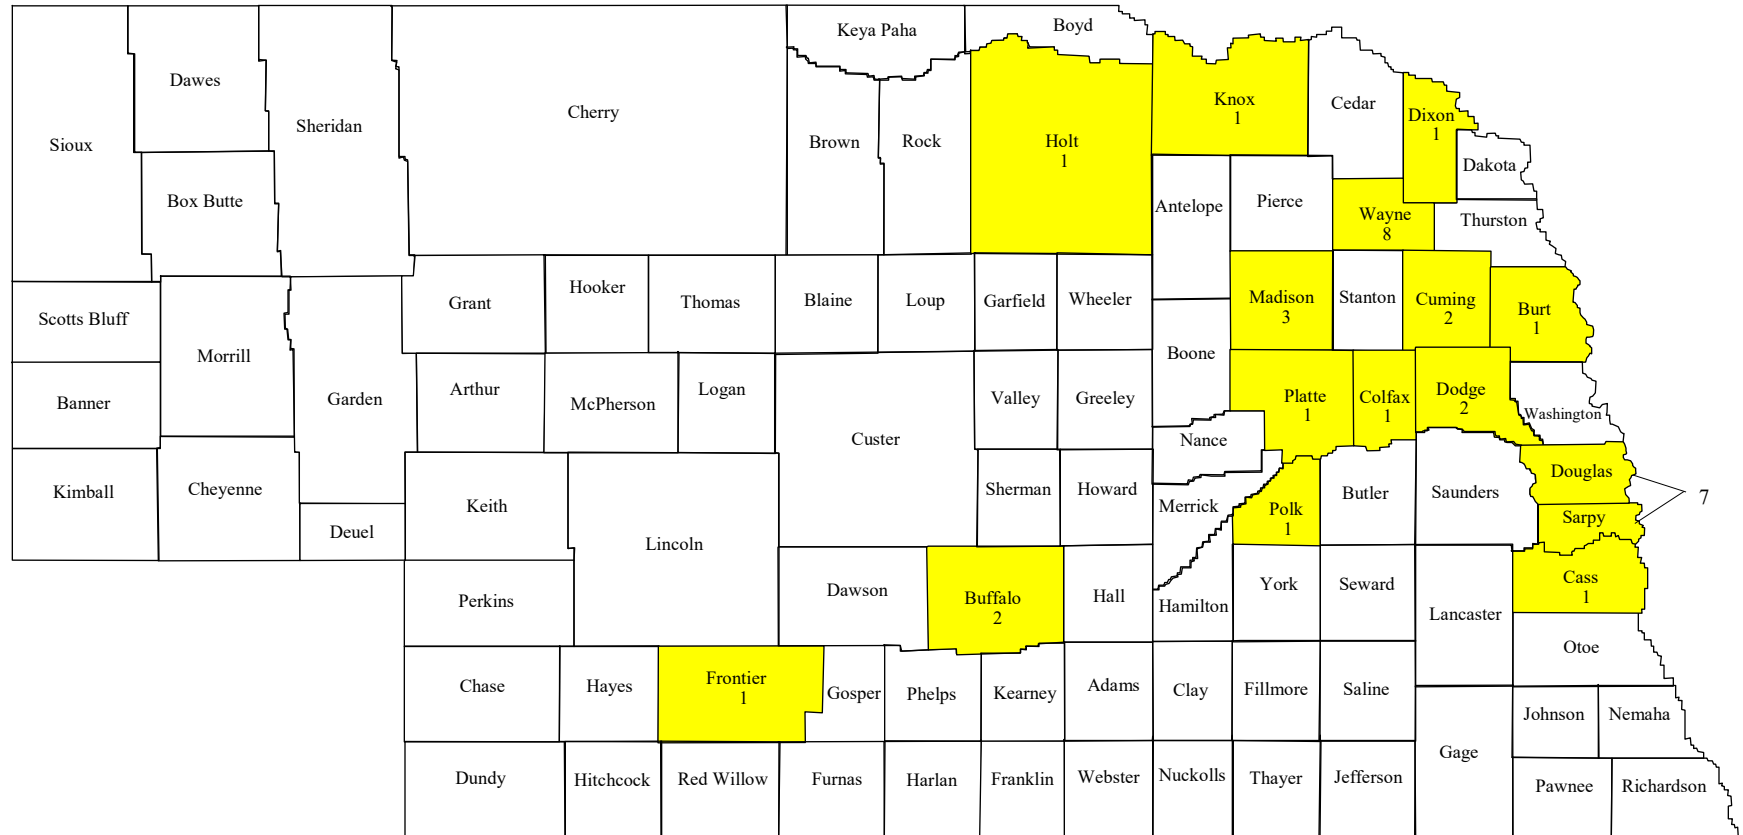 Boyd
Keya Paha
Dawes
Sheridan
Cherry
Knox
1
Cedar
Dixon
1
Sioux
Brown
Rock
Holt
1
Dakota
Box Butte
Antelope
Pierce
Wayne
8
Thurston
Scotts Bluff
Grant
Hooker
Thomas
Blaine
Loup
Garfield
Wheeler
Madison
3
Stanton
Cuming
2
Burt
1
Morrill
Boone
Banner
Garden
Arthur
McPherson
Logan
Valley
Greeley
Platte
1
Colfax
1
Dodge
2
Washington
Custer
Nance
Kimball
Cheyenne
Keith
Sherman
Howard
Merrick
Polk
1
Butler
Saunders
Douglas
7
Sarpy
Deuel
Lincoln
Perkins
Dawson
Buffalo
2
Hall
Hamilton
York
Seward
Lancaster
Cass
1
Otoe
Chase
Hayes
Frontier
1
Gosper
Phelps
Kearney
Adams
Clay
Fillmore
Saline
Johnson
Nemaha
Gage
Dundy
Hitchcock
Red Willow
Furnas
Harlan
Franklin
Webster
Nuckolls
Thayer
Jefferson
Pawnee
Richardson